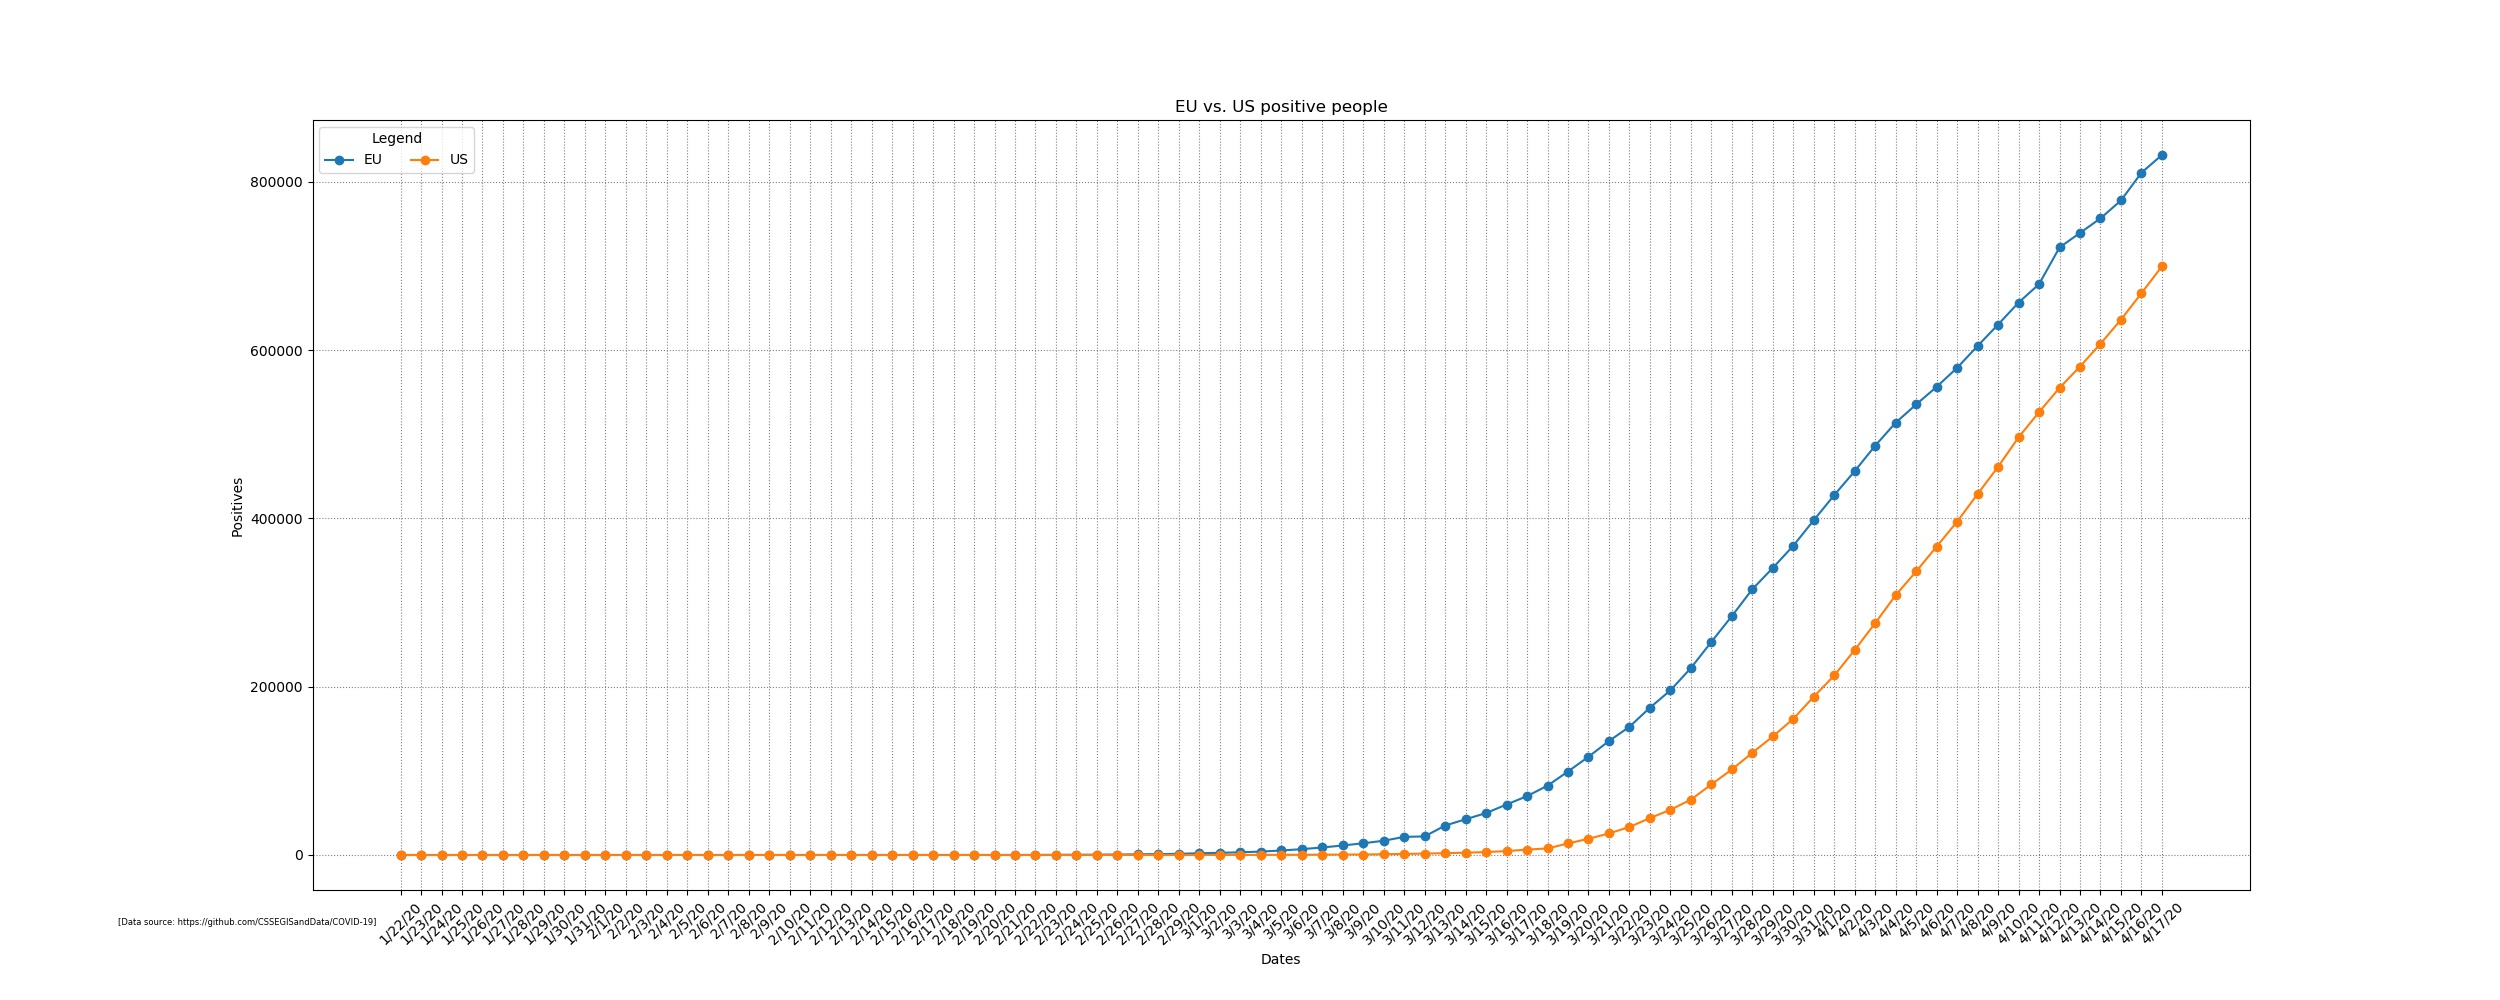 EU vs. US positive people
Legend
EU US
800000
600000
400000
200000
0
Positives
1/22/20 1/23/20 1/24/20 1/25/20 1/26/20 1/27/20 1/28/20 1/29/20 1/30/20 1/31/20 2/1/20 2/2/20 2/3/20 2/4/20 2/5/20 2/6/20 2/7/20 2/8/20 2/9/20 2/10/20 2/11/20 2/12/20 2/13/20 2/14/20 2/15/20 2/16/20 2/17/20 2/18/20 2/19/20 2/20/20 2/21/20 2/22/20 2/23/20 2/24/20 2/25/20 2/26/20 2/27/20 2/28/20 2/29/20 3/1/20 3/2/20 3/3/20 3/4/20 3/5/20 3/6/20 3/7/20 3/8/20 3/9/20 3/10/20 3/11/20 3/12/20 3/13/20 3/14/20 3/15/20 3/16/20 3/17/20 3/18/20 3/19/20 3/20/20 3/21/20 3/22/20 3/23/20 3/24/20 3/25/20 3/26/20 3/27/20 3/28/20 3/29/20 3/30/20 3/31/20 4/1/20 4/2/20 4/3/20 4/4/20 4/5/20 4/6/20 4/7/20 4/8/20 4/9/20 4/10/20 4/11/20 4/12/20 4/13/20 4/14/20 4/15/20 4/16/20 4/17/20
[Data source: https://github.com/CSSEGISandData/COVID-19]
Dates